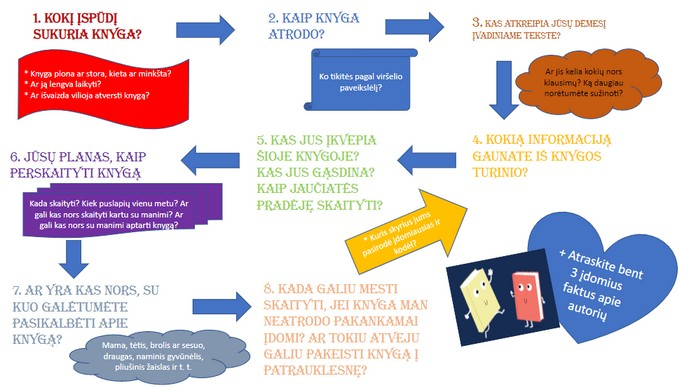 1. KOKĮ ĮSPŪDĮ
SUKURIA KNYGA?
* Knyga plona ar stora, kieta ar minkšta?
* Ar ją lengva laikyti?
* Ar išvaizda vilioja atversti knygą?
2. KAIP KNYGA
ATRODO?
Ko tikitės pagal viršelio
paveikslėlį?
3. KAS ATKREIPIA JŪSŲ DĖMESĮ
ĮVADINIAME TEKSTE?
Ar jis kelia kokių nors
klausimų? Ką daugiau
norėtumėte sužinoti?
4. KOKIĄ INFORMACIJĄ
GAUNATE IŠ KNYGOS
TURINIO?
* Kuris skyrius jums
pasirodė įdomiausias ir
kodėl?
5. KAS JUS ĮKVEPIA
ŠIOJE KNYGOJE?
KAS JUS GĄSDINA?
KAIP JAUČIATĖS
PRADĖJĘ SKAITYTI?
6. JŪSŲ PLANAS, KAIP
PERSKAITYTI KNYGĄ
Kada skaityti? Kiek puslapių vienu metu? Ar
gali kas nors skaityti kartu su manimi? Ar
gali kas nors su manimi aptarti knygą?
7. AR YRA KAS NORS, SU
KUO GALĖTUMĖTE
PASIKALBĖTI APIE
KNYGĄ?
Mama, tėtis, brolis ar sesuo,
draugas, naminis gyvūnėlis,
pliušinis žaislas ir t. t.
8. KADA GALIU MESTI
SKAITYTI, JEI KNYGA MAN
NEATRODO PAKANKAMAI
ĮDOMI? AR TOKIU ATVEJU
GALIU PAKEISTI KNYGĄ Į
PATRAUKLESNĘ?
+ Atraskite bent
3 įdomius
faktus apie
autorių